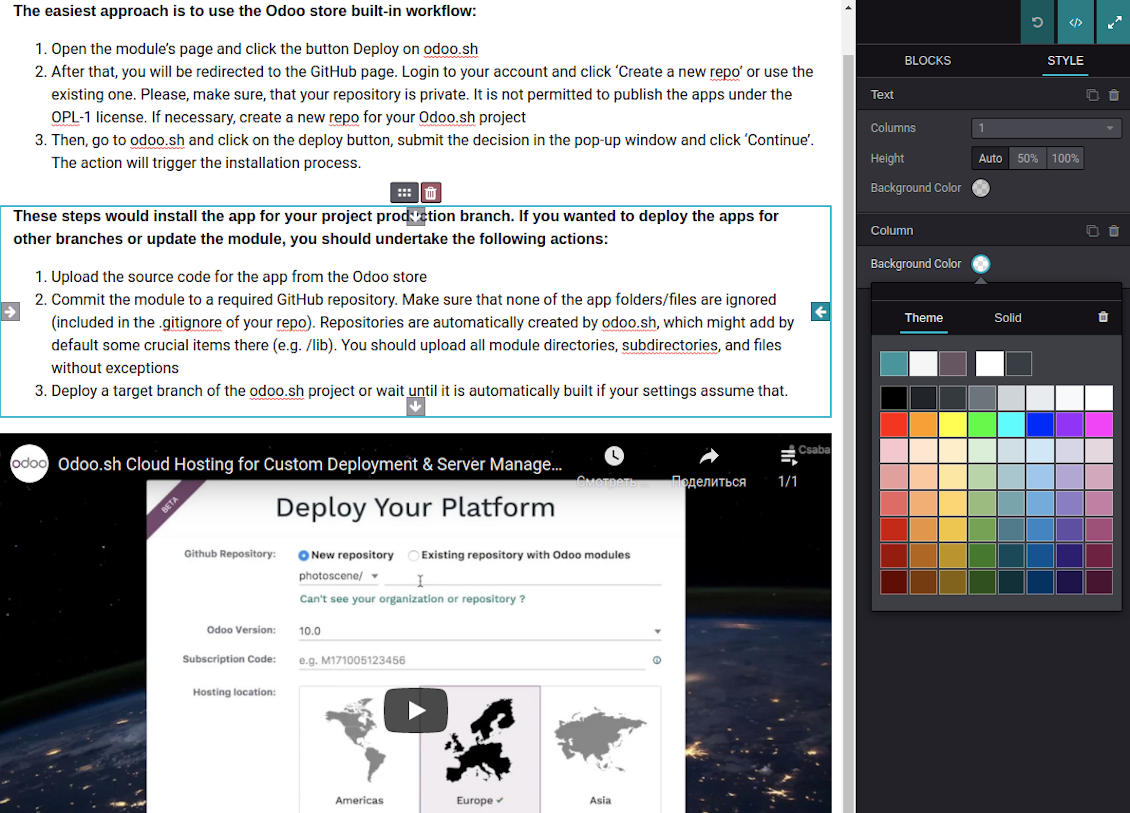 The easiest approach is to use the Odoo store built-in workflow:
1. Open the module's page and click the button Deploy on odoo.sh
2. After that, you will be redirected to the GitHub page. Login to your account and click ‘Create a new repo’ or use the
existing one. Please, make sure, that your repository is private. It is not permitted to publish the apps under the
OPL-1 license. If necessary, create a new repo for your Odoo.sh project
3. Then, go to odoo.sh and click on the deploy button, submit the decision in the pop-up window and click ‘Continue’.
The action will trigger the installation process.
These steps would install the app for your project production branch. If you wanted to deploy the apps for
other branches or update the module, you should undertake the following actions:
1. Upload the source code for the app from the Odoo store
2. Commit the module to a required GitHub repository. Make sure that none of the app folders/files are ignored
(included in the .gitignore of your repo). Repositories are automatically created by odoo.sh, which might add by
default some crucial items there (e.g. /lib). You should upload all module directories, subdirectories, and files
without exceptions
3. Deploy a target branch of the odoo.sh project or wait until it is automatically built if your settings assume that.
odoo
Odoo.sh Cloud Hosting for Custom Deployment & Server Manage...
Смотреть...
Поделиться
1/1
Csaba
BETA
Deploy Your Platform
Github Repository:
New repository
Existing repository with Odoo modules
photoscene/
Can't see your organization or repository ?
Odoo Version:
10.0
Subscription Code:
e.g. M171005123456
Hosting location:
Americas
Europe ✓
Asia
</>
BLOCKS
STYLE
Text
Columns
1
Height
Auto
50%
100%
Background Color
Column
Background Color
Theme
Solid